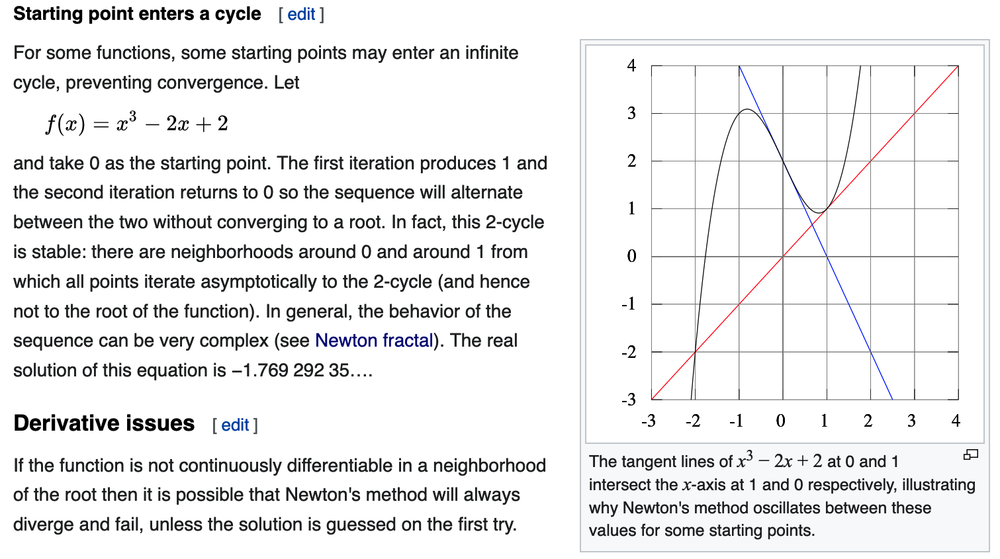 Starting point enters a cycle [ edit ]
For some functions, some starting points may enter an infinite
cycle, preventing convergence. Let
f(x) = x³ − 2x + 2
and take 0 as the starting point. The first iteration produces 1 and
the second iteration returns to 0 so the sequence will alternate
between the two without converging to a root. In fact, this 2-cycle
is stable: there are neighborhoods around 0 and around 1 from
which all points iterate asymptotically to the 2-cycle (and hence
not to the root of the function). In general, the behavior of the
sequence can be very complex (see Newton fractal). The real
solution of this equation is −1.769 292 35….
Derivative issues [ edit ]
If the function is not continuously differentiable in a neighborhood
of the root then it is possible that Newton's method will always
diverge and fail, unless the solution is guessed on the first try.
4
3
2
1
0
-1
-2
-3
-3 -2 -1 0 1 2 3 4
The tangent lines of x³ − 2x + 2 at 0 and 1
intersect the x-axis at 1 and 0 respectively, illustrating
why Newton's method oscillates between these
values for some starting points.